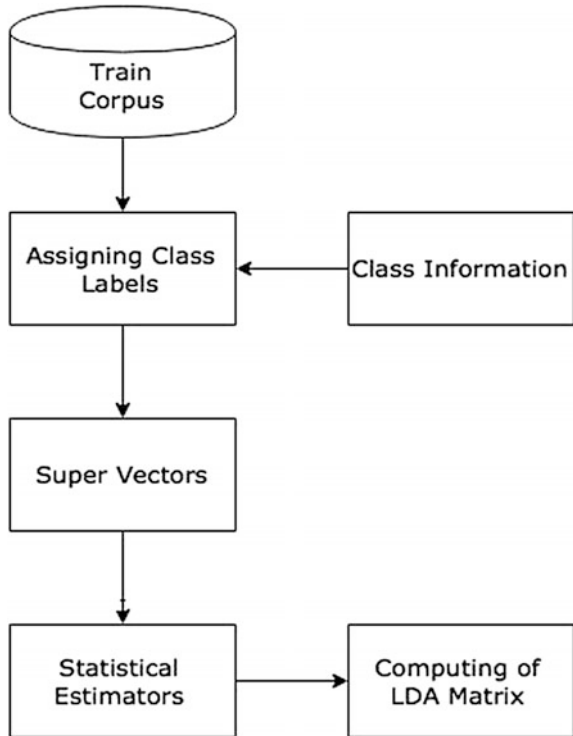 Train
Corpus
Assigning Class
Labels
Class Information
Super Vectors
Statistical
Estimators
Computing of
LDA Matrix